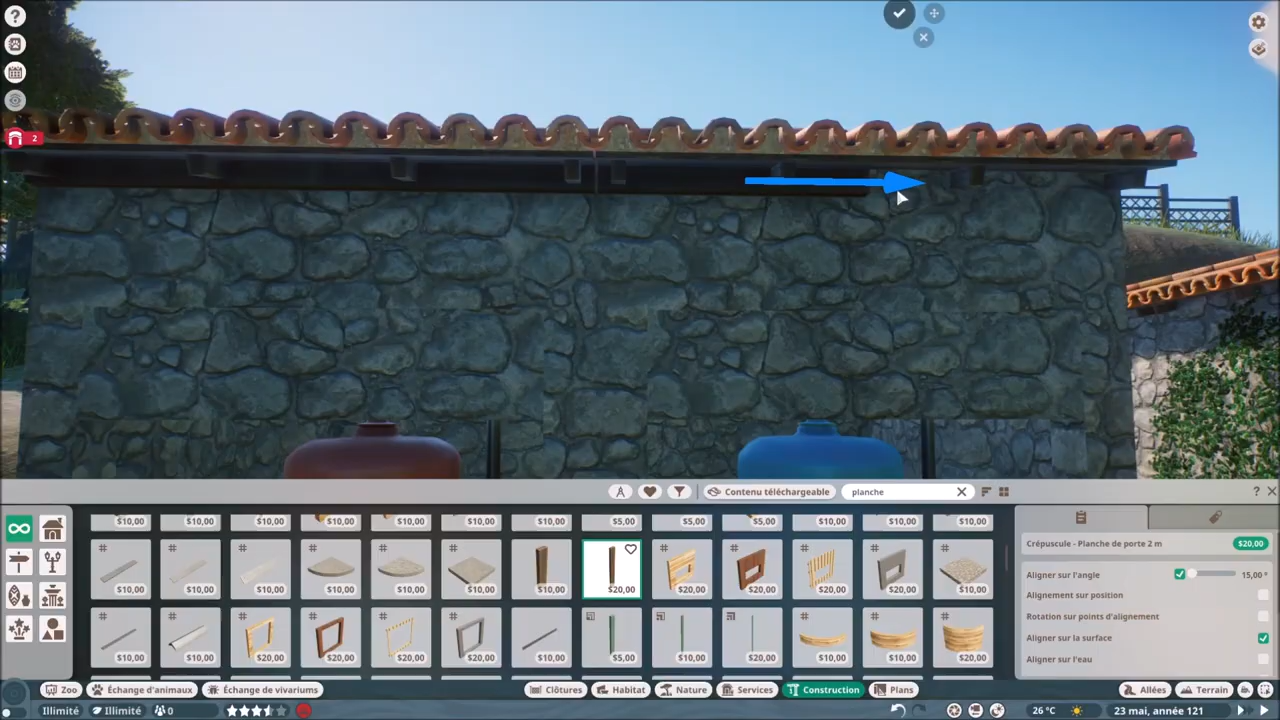 ?
2
Contenu téléchargeable
planche
?
$10,00 $10,00 $10,00 $10,00 $10,00 $10,00 $10,00 $5,00 $5,00 $5,00 $10,00 $10,00 $10,00
$10,00 $10,00 $10,00 $10,00 $10,00 $10,00 $10,00 $20,00 $20,00 $20,00 $10,00 $20,00 $10,00
$10,00 $10,00 $20,00 $20,00 $10,00 $20,00 $10,00 $5,00 $10,00 $20,00 $10,00 $10,00 $20,00
Crépuscule - Planche de porte 2 m $20,00
Aligner sur l'angle 15,00 °
Alignement sur position
Rotation sur points d'alignement
Aligner sur la surface
Aligner sur l'eau
Zoo Échange d'animaux Échange de vivariums Clôtures Habitat Nature Services Construction Plans Allées Terrain
Illimité Illimité 0 26 °C 23 mai, année 121